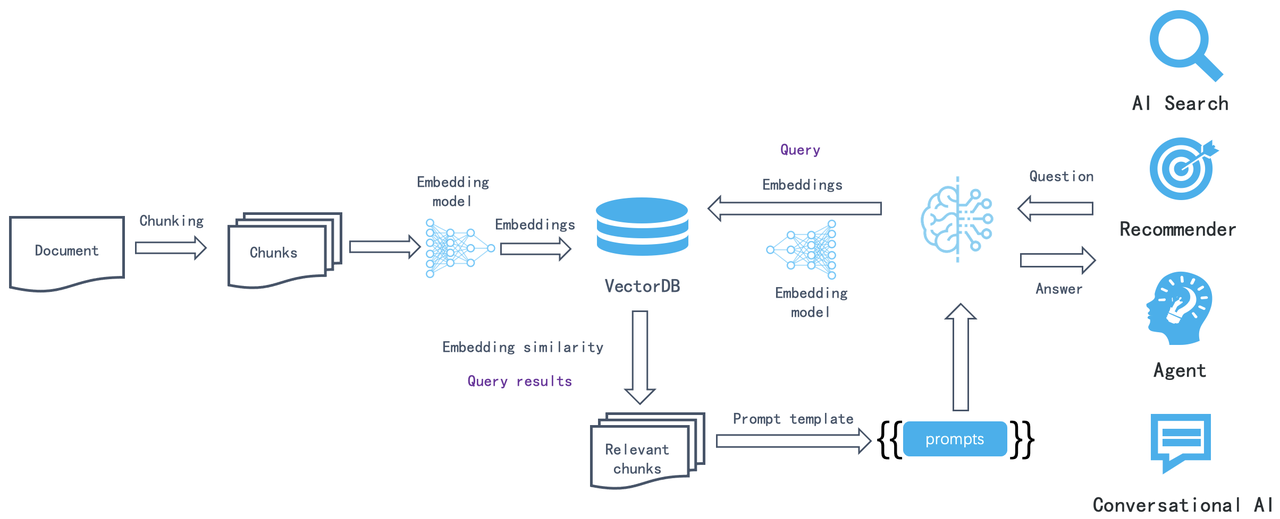 AI Search
Query
Question
Embedding
model
Embeddings
Chunking
Embeddings
Recommender
Document
Chunks
VectorDB
Embedding
model
Answer
Embedding similarity
Query results
Agent
Prompt template
{{ prompts }}
Relevant
chunks
Conversational AI